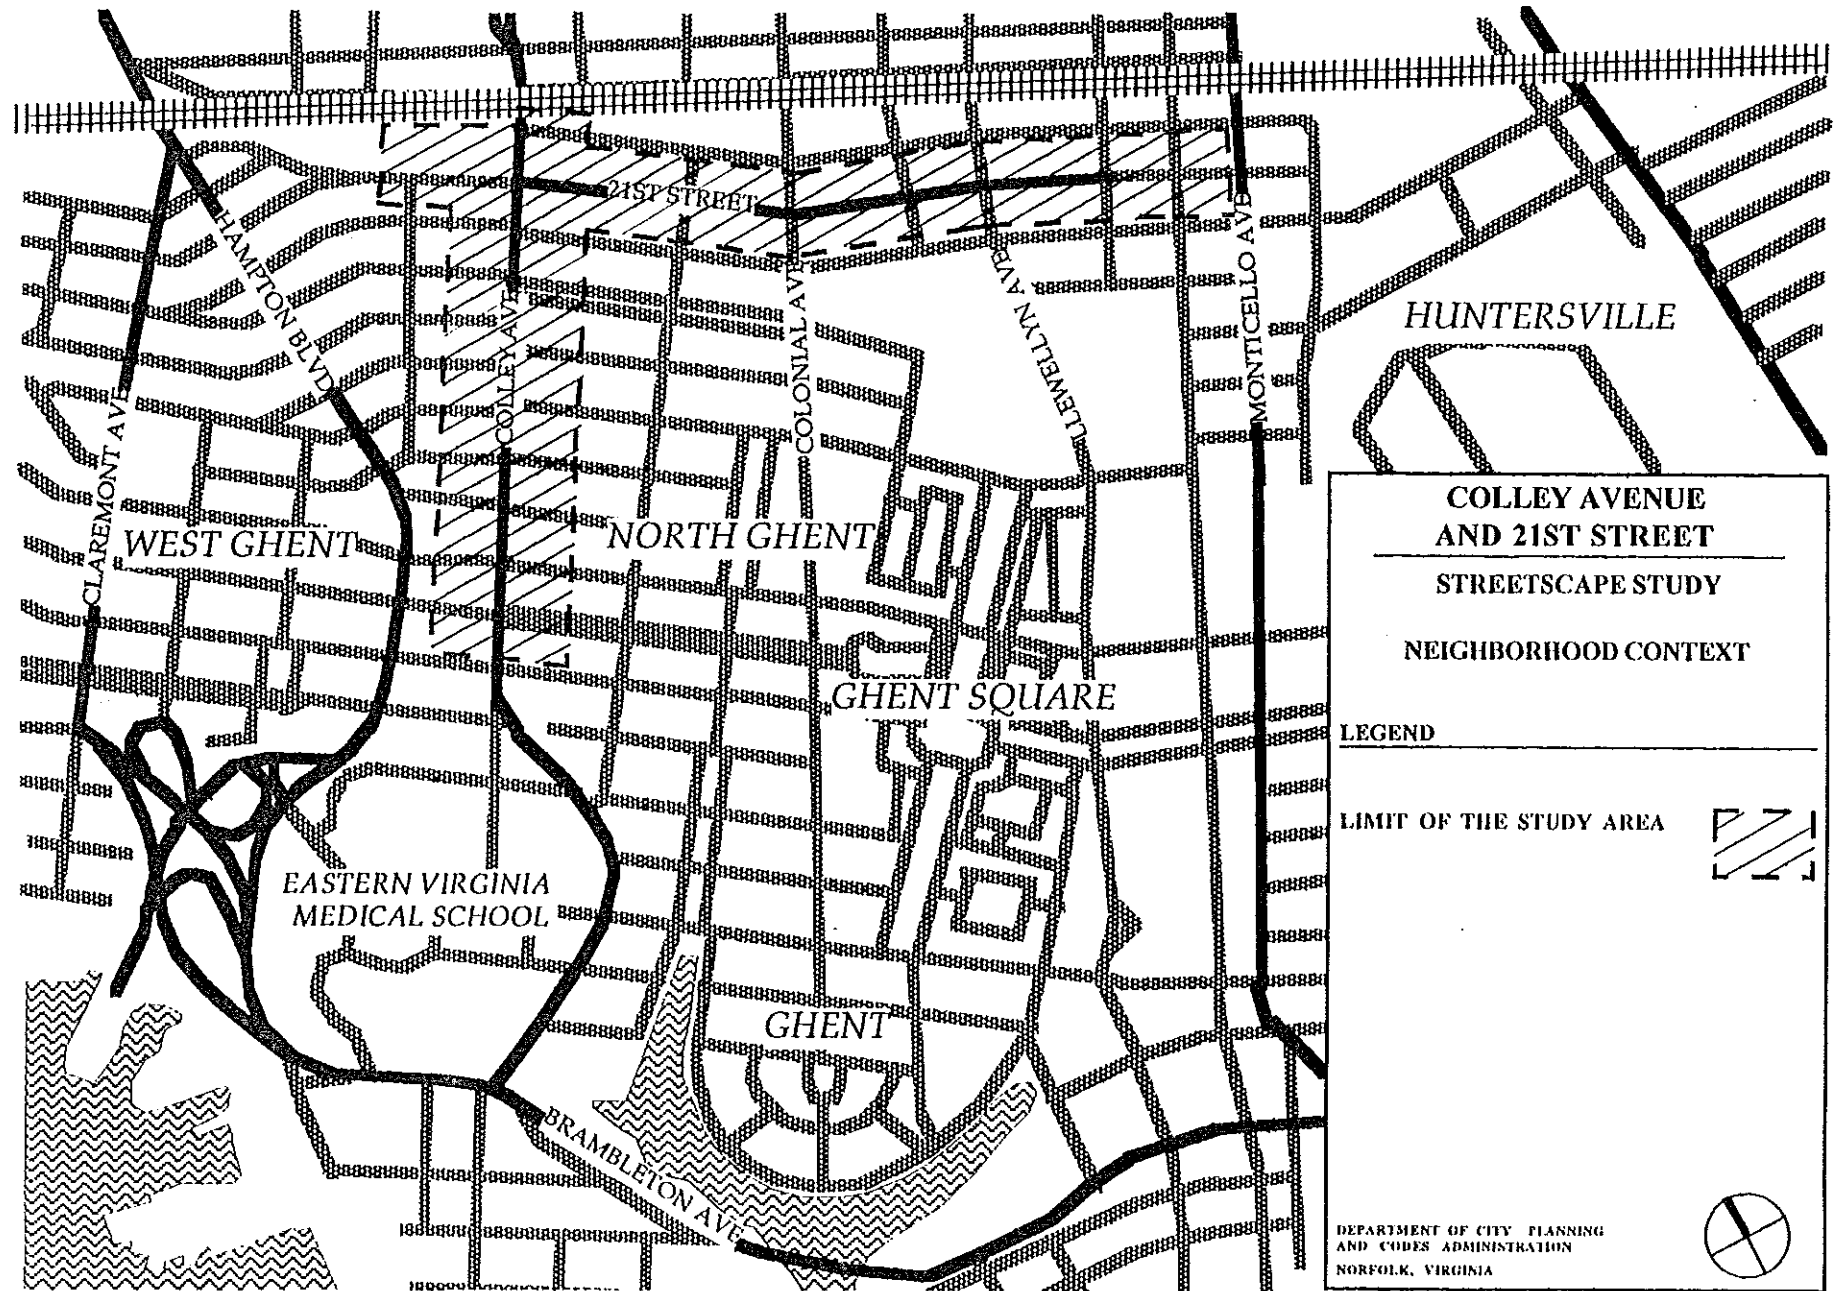 21ST STREET
HAMPTON BLVD
CLAREMONT AVE
COLLEY AVE
COLONIAL AVE
LLEWELLYN AVE
MONTICELLO AVE
HUNTERSVILLE
WEST GHENT
NORTH GHENT
GHENT SQUARE
EASTERN VIRGINIA
MEDICAL SCHOOL
GHENT
BRAMBLETON AVE
COLLEY AVENUE
AND 21ST STREET
STREETSCAPE STUDY
NEIGHBORHOOD CONTEXT
LEGEND
LIMIT OF THE STUDY AREA
DEPARTMENT OF CITY PLANNING
AND CODES ADMINISTRATION
NORFOLK, VIRGINIA